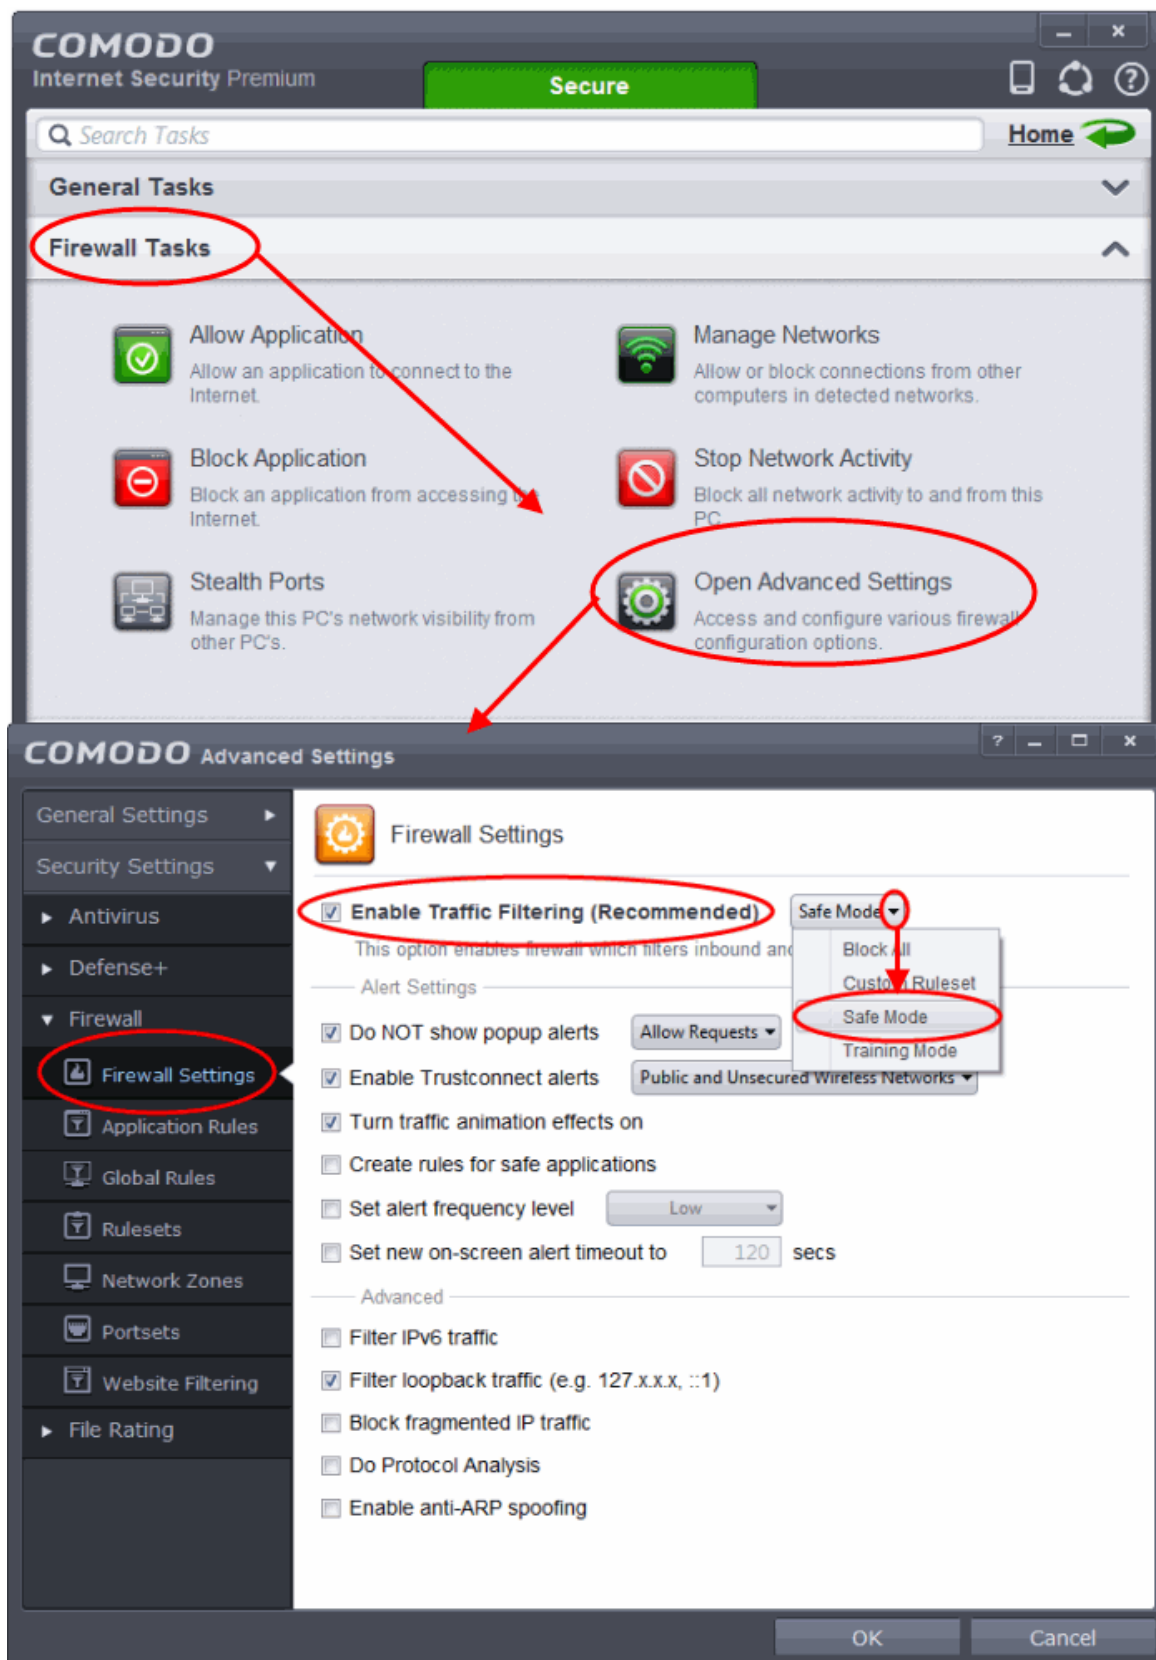 COMODO
Internet Security Premium
Secure
Search Tasks
Home
General Tasks
Firewall Tasks
Allow Application
Allow an application to connect to the
Internet.
Manage Networks
Allow or block connections from other
computers in detected networks.
Block Application
Block an application from accessing the
Internet.
Stop Network Activity
Block all network activity to and from this
PC.
Stealth Ports
Manage this PC's network visibility from
other PC's.
Open Advanced Settings
Access and configure various firewall
configuration options.
COMODO Advanced Settings
General Settings
Security Settings
Antivirus
Defense+
Firewall
Firewall Settings
Application Rules
Global Rules
Rulesets
Network Zones
Portsets
Website Filtering
File Rating
Firewall Settings
Enable Traffic Filtering (Recommended)
Safe Mode
This option enables firewall which filters inbound and
Block All
Custom Ruleset
Safe Mode
Training Mode
Alert Settings
Do NOT show popup alerts
Allow Requests
Enable Trustconnect alerts
Public and Unsecured Wireless Networks
Turn traffic animation effects on
Create rules for safe applications
Set alert frequency level
Low
Set new on-screen alert timeout to
120 secs
Advanced
Filter IPv6 traffic
Filter loopback traffic (e.g. 127.x.x.x, ::1)
Block fragmented IP traffic
Do Protocol Analysis
Enable anti-ARP spoofing
OK
Cancel